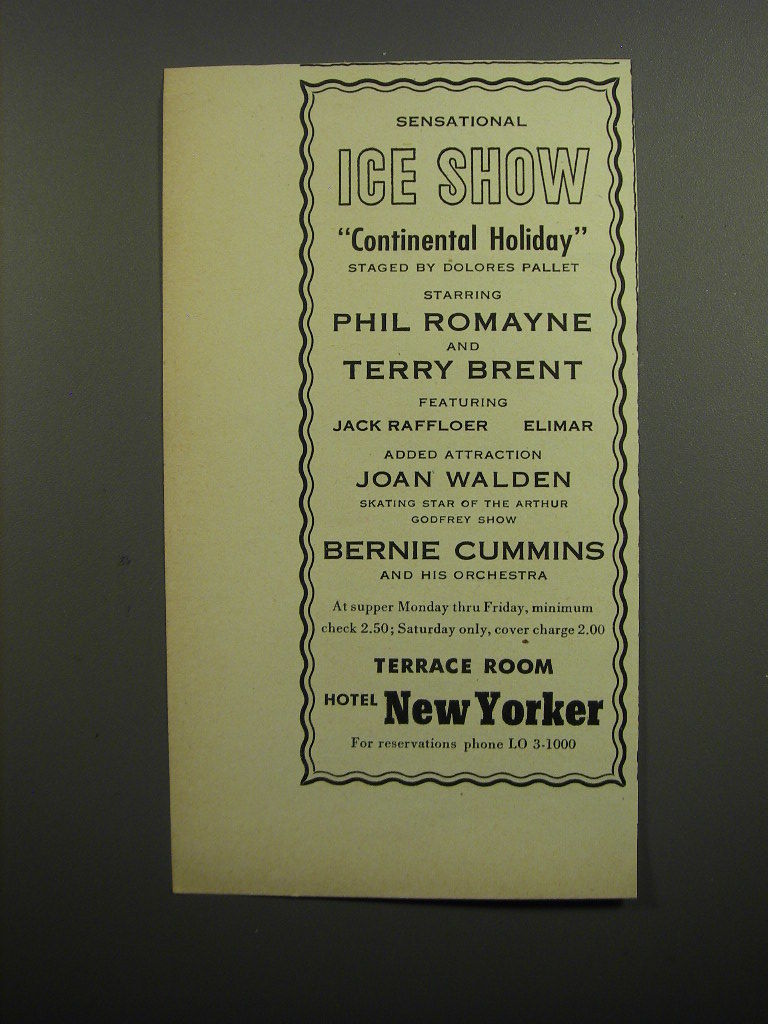 SENSATIONAL
ICE SHOW
"Continental Holiday"
STAGED BY DOLORES PALLET
STARRING
PHIL ROMAYNE
AND
TERRY BRENT
FEATURING
JACK RAFFLOER ELIMAR
ADDED ATTRACTION
JOAN WALDEN
SKATING STAR OF THE ARTHUR
GODFREY SHOW
BERNIE CUMMINS
AND HIS ORCHESTRA
At supper Monday thru Friday, minimum
check 2.50; Saturday only, cover charge 2.00
TERRACE ROOM
HOTEL New Yorker
For reservations phone LO 3-1000